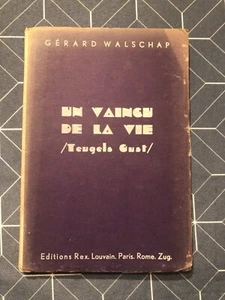 GÉRARD WALSCHAP
UN VAINCU
DE LA VIE
/Teugels Gust/
Editions Rex. Louvain. Paris. Rome. Zug.